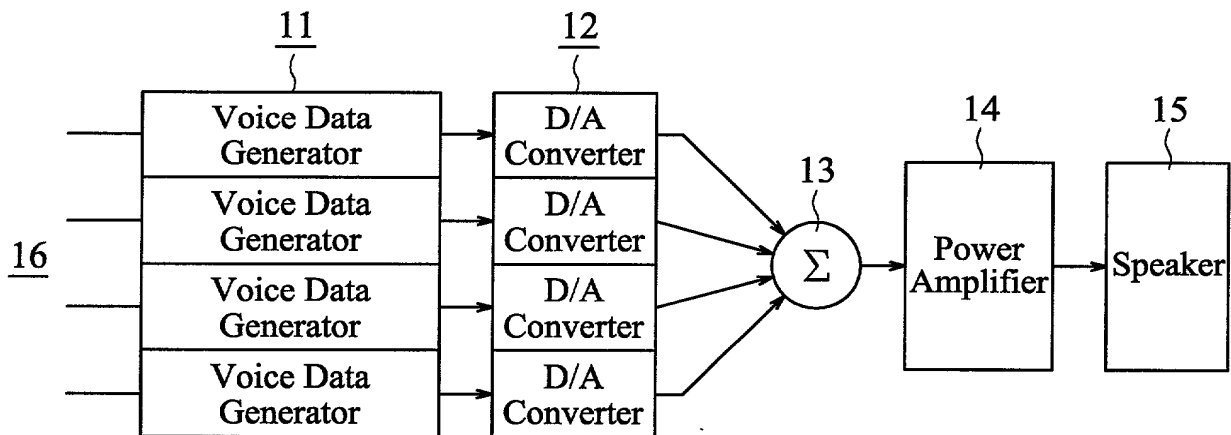 11
12
Voice Data
Generator
D/A
Converter
Voice Data
Generator
D/A
Converter
Voice Data
Generator
D/A
Converter
Voice Data
Generator
D/A
Converter
16
13
Σ
14
Power
Amplifier
15
Speaker